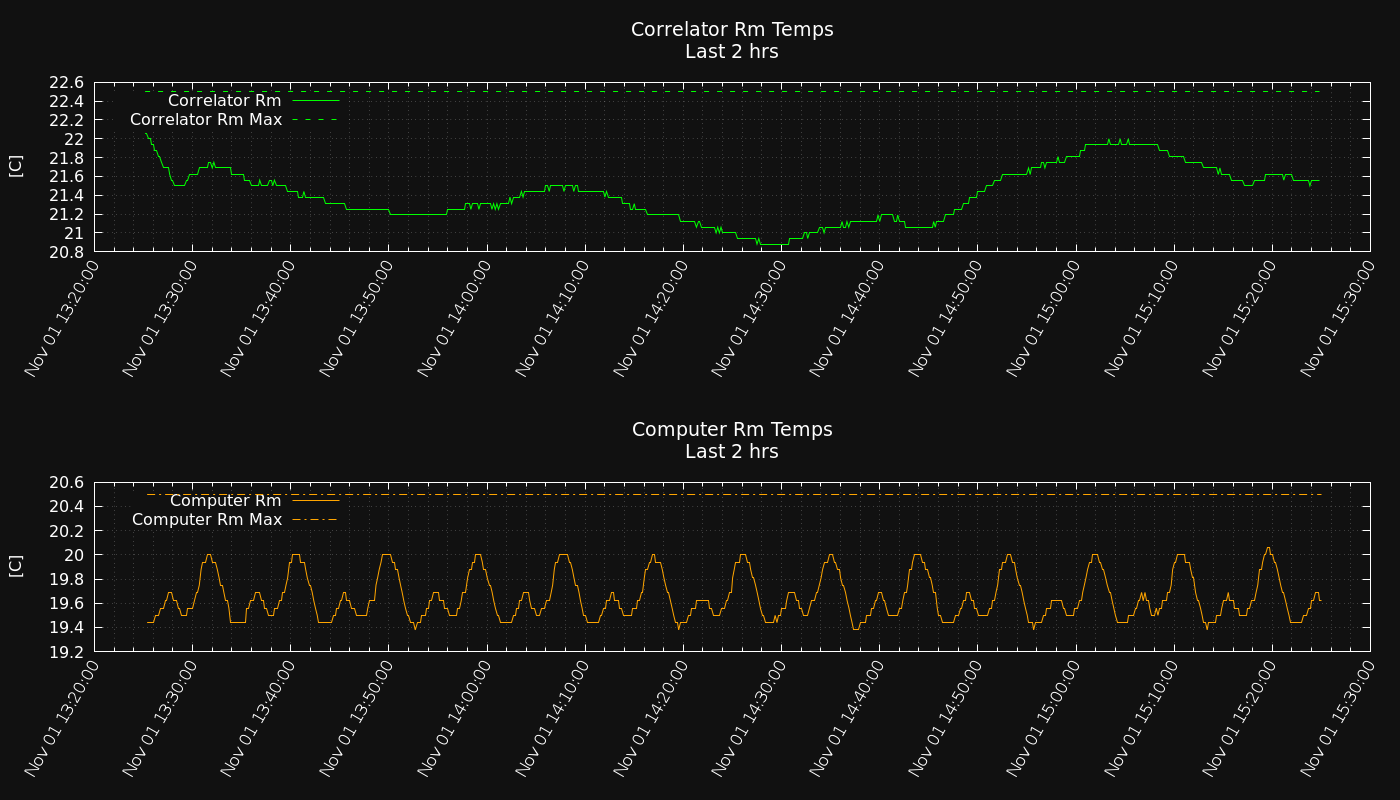 Correlator Rm Temps
Last 2 hrs
22.6
22.4
22.2
22
21.8
21.6
21.4
21.2
21
20.8
[C]
Correlator Rm
Correlator Rm Max
Nov 01 13:20:00
Nov 01 13:30:00
Nov 01 13:40:00
Nov 01 13:50:00
Nov 01 14:00:00
Nov 01 14:10:00
Nov 01 14:20:00
Nov 01 14:30:00
Nov 01 14:40:00
Nov 01 14:50:00
Nov 01 15:00:00
Nov 01 15:10:00
Nov 01 15:20:00
Nov 01 15:30:00
Computer Rm Temps
Last 2 hrs
20.6
20.4
20.2
20
19.8
19.6
19.4
19.2
[C]
Computer Rm
Computer Rm Max
Nov 01 13:20:00
Nov 01 13:30:00
Nov 01 13:40:00
Nov 01 13:50:00
Nov 01 14:00:00
Nov 01 14:10:00
Nov 01 14:20:00
Nov 01 14:30:00
Nov 01 14:40:00
Nov 01 14:50:00
Nov 01 15:00:00
Nov 01 15:10:00
Nov 01 15:20:00
Nov 01 15:30:00